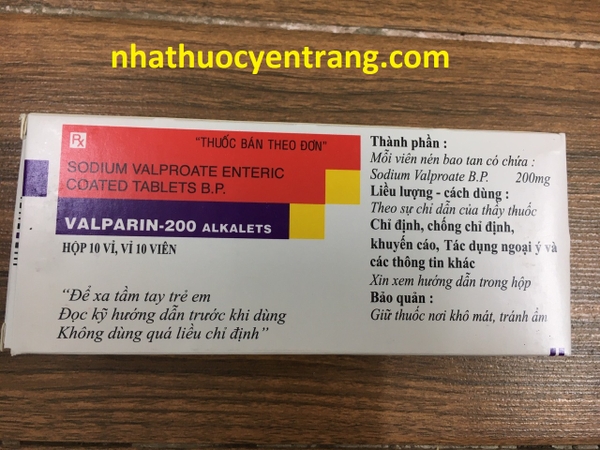 nhathuocyentrang.com
Rx
"THUỐC BÁN THEO ĐƠN"
SODIUM VALPROATE ENTERIC
COATED TABLETS B.P.
VALPARIN-200 ALKALETS
HỘP 10 VỈ, VỈ 10 VIÊN
"Để xa tầm tay trẻ em
Đọc kỹ hướng dẫn trước khi dùng
Không dùng quá liều chỉ định"
Thành phần :
Mỗi viên nén bao tan có chứa :
Sodium Valproate B.P. 200mg
Liều lượng - cách dùng :
Theo sự chỉ dẫn của thầy thuốc
Chỉ định, chống chỉ định,
khuyến cáo, Tác dụng ngoại ý và
các thông tin khác
Xin xem hướng dẫn trong hộp
Bảo quản :
Giữ thuốc nơi khô mát, tránh ẩm